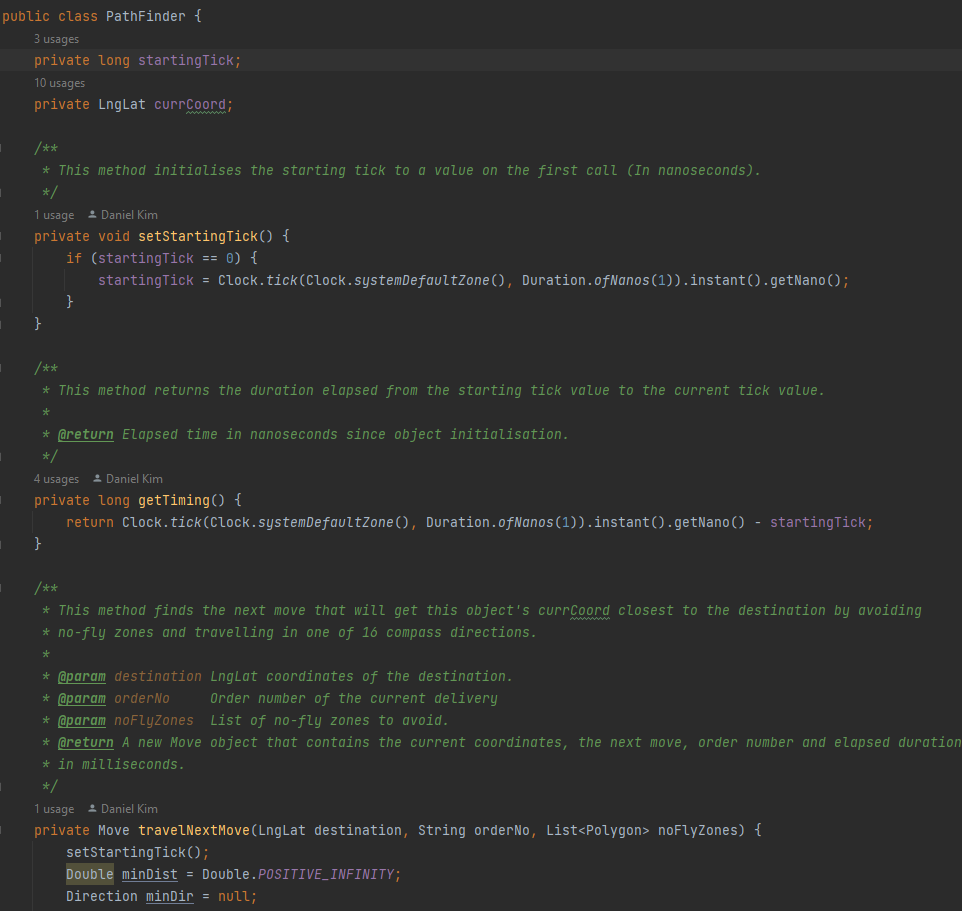 public class PathFinder {
3 usages
private long startingTick;
10 usages
private LngLat currCoord;
/**
* This method initialises the starting tick to a value on the first call (In nanoseconds).
*/
1 usage Daniel Kim
private void setStartingTick() {
if (startingTick == 0) {
startingTick = Clock.tick(Clock.systemDefaultZone(), Duration.ofNanos(1)).instant().getNano();
}
}
/**
* This method returns the duration elapsed from the starting tick value to the current tick value.
*
* @return Elapsed time in nanoseconds since object initialisation.
*/
4 usages Daniel Kim
private long getTiming() {
return Clock.tick(Clock.systemDefaultZone(), Duration.ofNanos(1)).instant().getNano() - startingTick;
}
/**
* This method finds the next move that will get this object's currCoord closest to the destination by avoiding
* no-fly zones and travelling in one of 16 compass directions.
*
* @param destination LngLat coordinates of the destination.
* @param orderNo Order number of the current delivery
* @param noFlyZones List of no-fly zones to avoid.
* @return A new Move object that contains the current coordinates, the next move, order number and elapsed duration
* in milliseconds.
*/
1 usage Daniel Kim
private Move travelNextMove(LngLat destination, String orderNo, List<Polygon> noFlyZones) {
setStartingTick();
Double minDist = Double.POSITIVE_INFINITY;
Direction minDir = null;